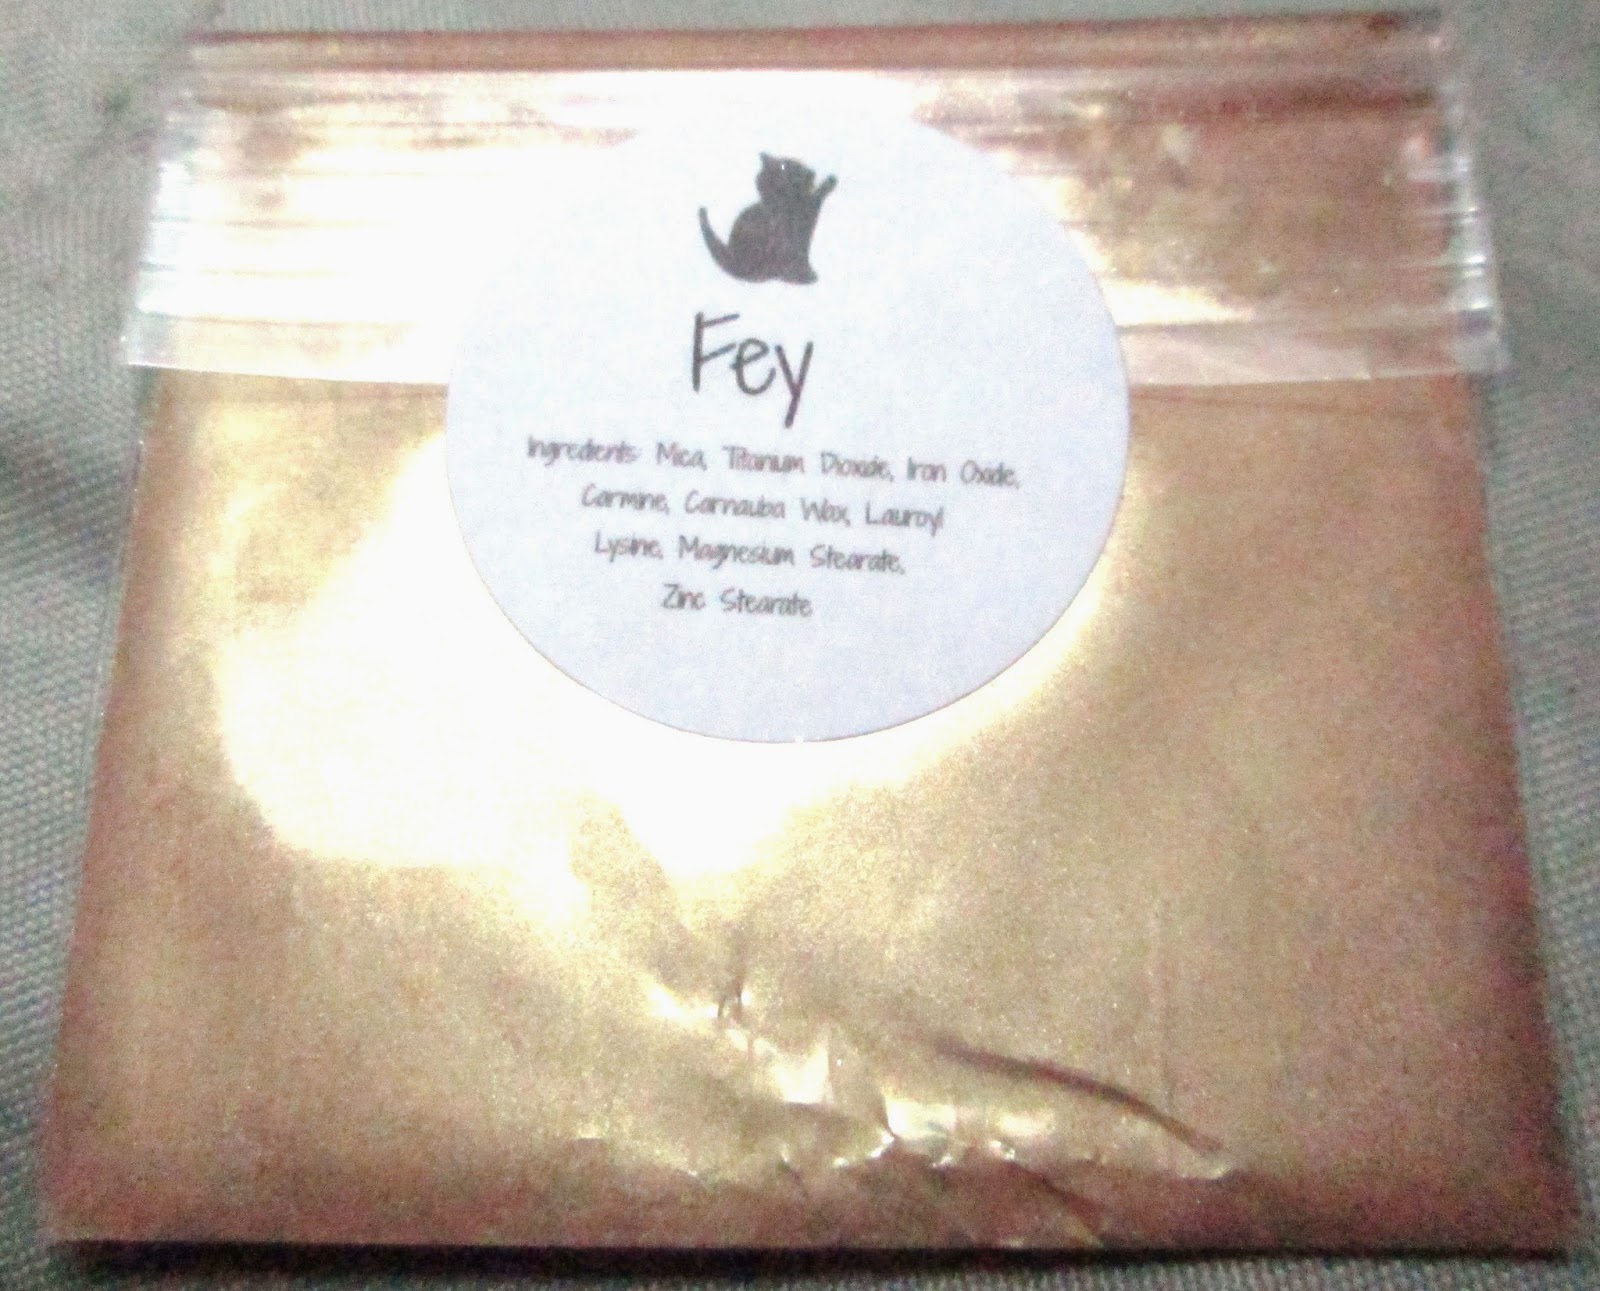 Fey
Ingredients: Mica, Titanium Dioxide, Iron Oxide,
Carmine, Carnauba Wax, Lauroyl
Lysine, Magnesium Stearate,
Zinc Stearate